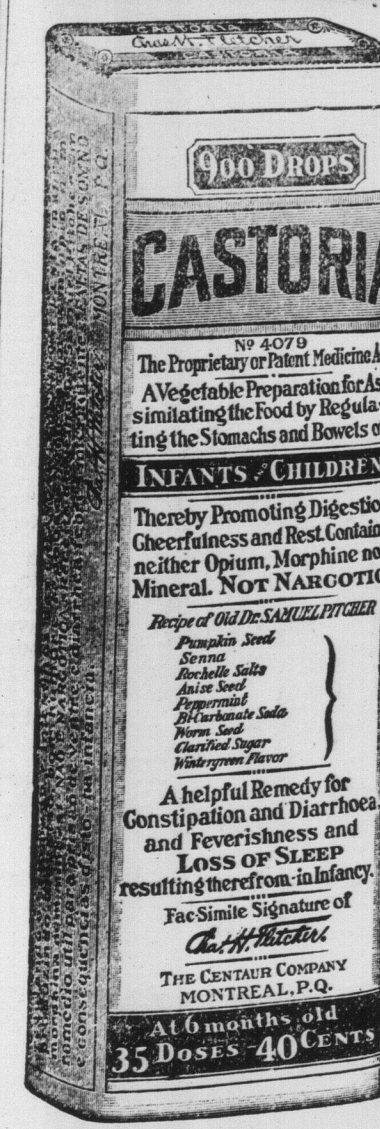 Chas. H. Fletcher
900 DROPS
CASTORIA
Nº 4079
The Proprietary or Patent Medicine A
A Vegetable Preparation for As
similating the Food by Regula
ting the Stomachs and Bowels o
INFANTS AND CHILDREN
Thereby Promoting Digestio
Cheerfulness and Rest. Contain
neither Opium, Morphine no
Mineral. NOT NARCOTIC
Recipe of Old Dr. SAMUEL PITCHER
Pumpkin Seed
Senna
Rochelle Salts
Anise Seed
Peppermint
Bi-Carbonate Soda
Worm Seed
Clarified Sugar
Wintergreen Flavor
A helpful Remedy for
Constipation and Diarrhoea,
and Feverishness and
LOSS OF SLEEP
resulting therefrom-in Infancy.
Fac-Simile Signature of
Chas. H. Fletcher.
THE CENTAUR COMPANY
MONTREAL, P.Q.
At 6 months old
35 DOSES - 40 CENTS
MONTREAL, P.Q.